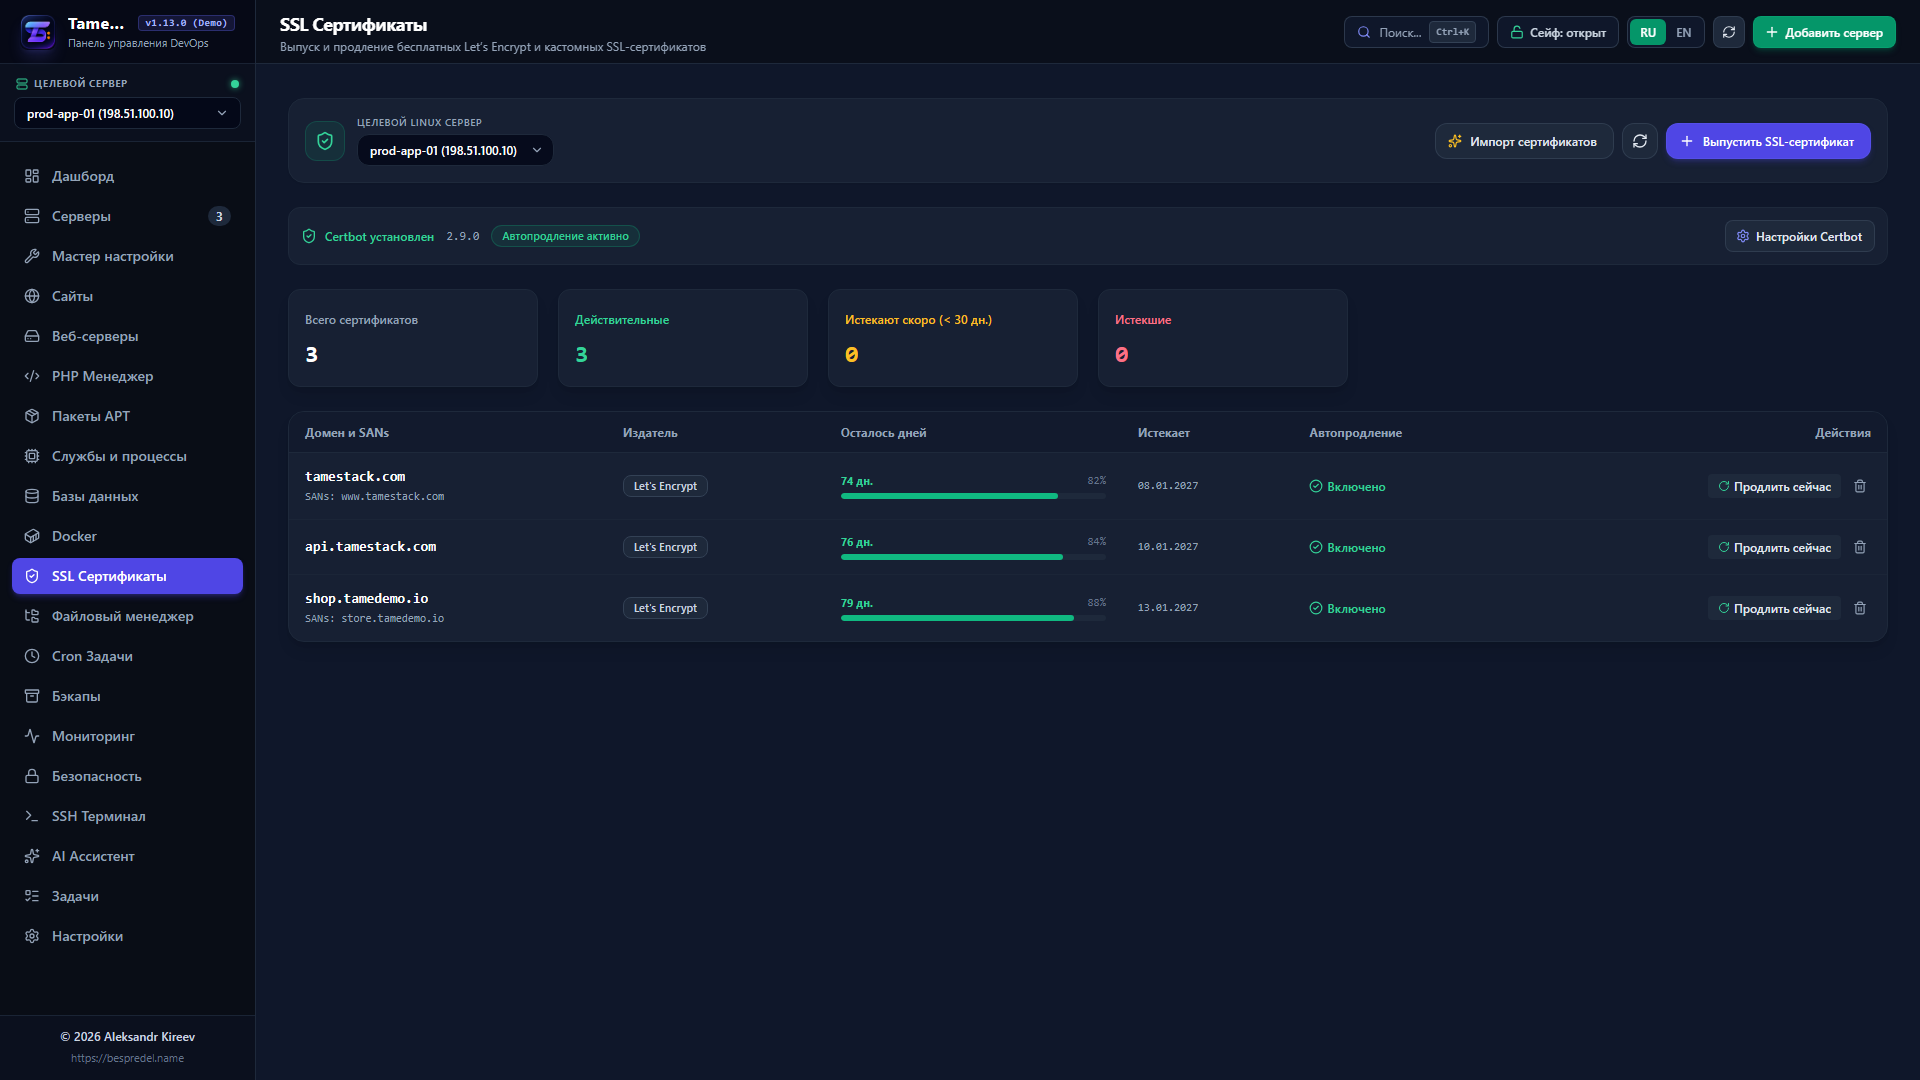 Tame...
v1.13.0 (Demo)
Панель управления DevOps
ЦЕЛЕВОЙ СЕРВЕР
prod-app-01 (198.51.100.10)
Дашборд
Серверы
3
Мастер настройки
Сайты
Веб-серверы
PHP Менеджер
Пакеты APT
Службы и процессы
Базы данных
Docker
SSL Сертификаты
Файловый менеджер
Cron Задачи
Бэкапы
Мониторинг
Безопасность
SSH Терминал
AI Ассистент
Задачи
Настройки
© 2026 Aleksandr Kireev
https://bespredel.name
SSL Сертификаты
Выпуск и продление бесплатных Let's Encrypt и кастомных SSL-сертификатов
Поиск...
Ctrl+K
Сейф: открыт
RU
EN
Добавить сервер
ЦЕЛЕВОЙ LINUX СЕРВЕР
prod-app-01 (198.51.100.10)
Импорт сертификатов
Выпустить SSL-сертификат
Certbot установлен 2.9.0 Автопродление активно
Настройки Certbot
Всего сертификатов
3
Действительные
3
Истекают скоро (< 30 дн.)
0
Истекшие
0
Домен и SANs Издатель Осталось дней Истекает Автопродление Действия
tamestack.com
SANs: www.tamestack.com
Let's Encrypt
74 дн. 82%
08.01.2027
Включено
Продлить сейчас
api.tamestack.com
Let's Encrypt
76 дн. 84%
10.01.2027
Включено
Продлить сейчас
shop.tamedemo.io
SANs: store.tamedemo.io
Let's Encrypt
79 дн. 88%
13.01.2027
Включено
Продлить сейчас